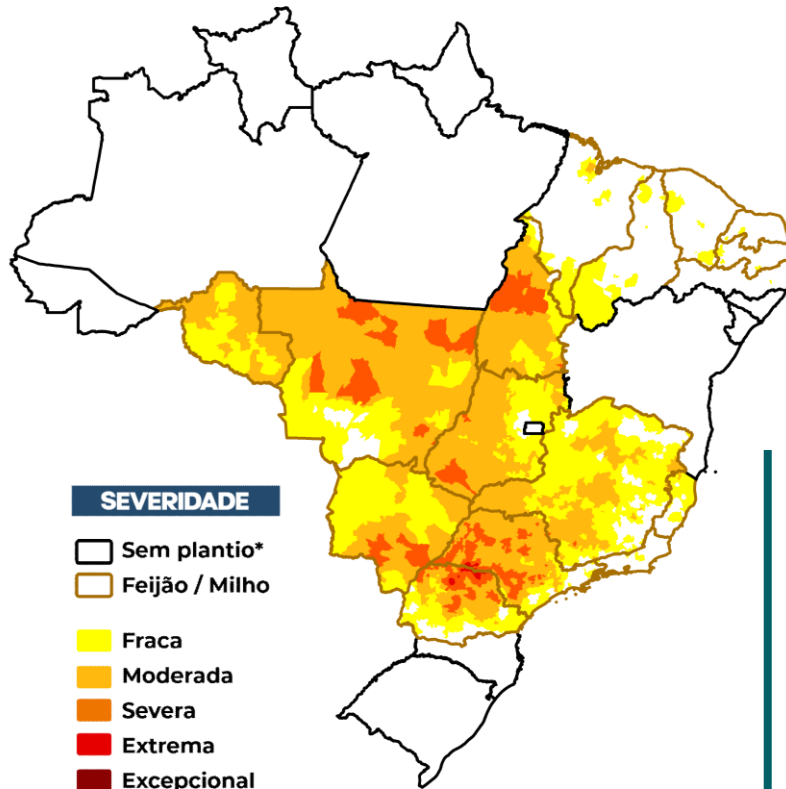 SEVERIDADE
Sem plantio*
Feijão / Milho
Fraca
Moderada
Severa
Extrema
Excepcional